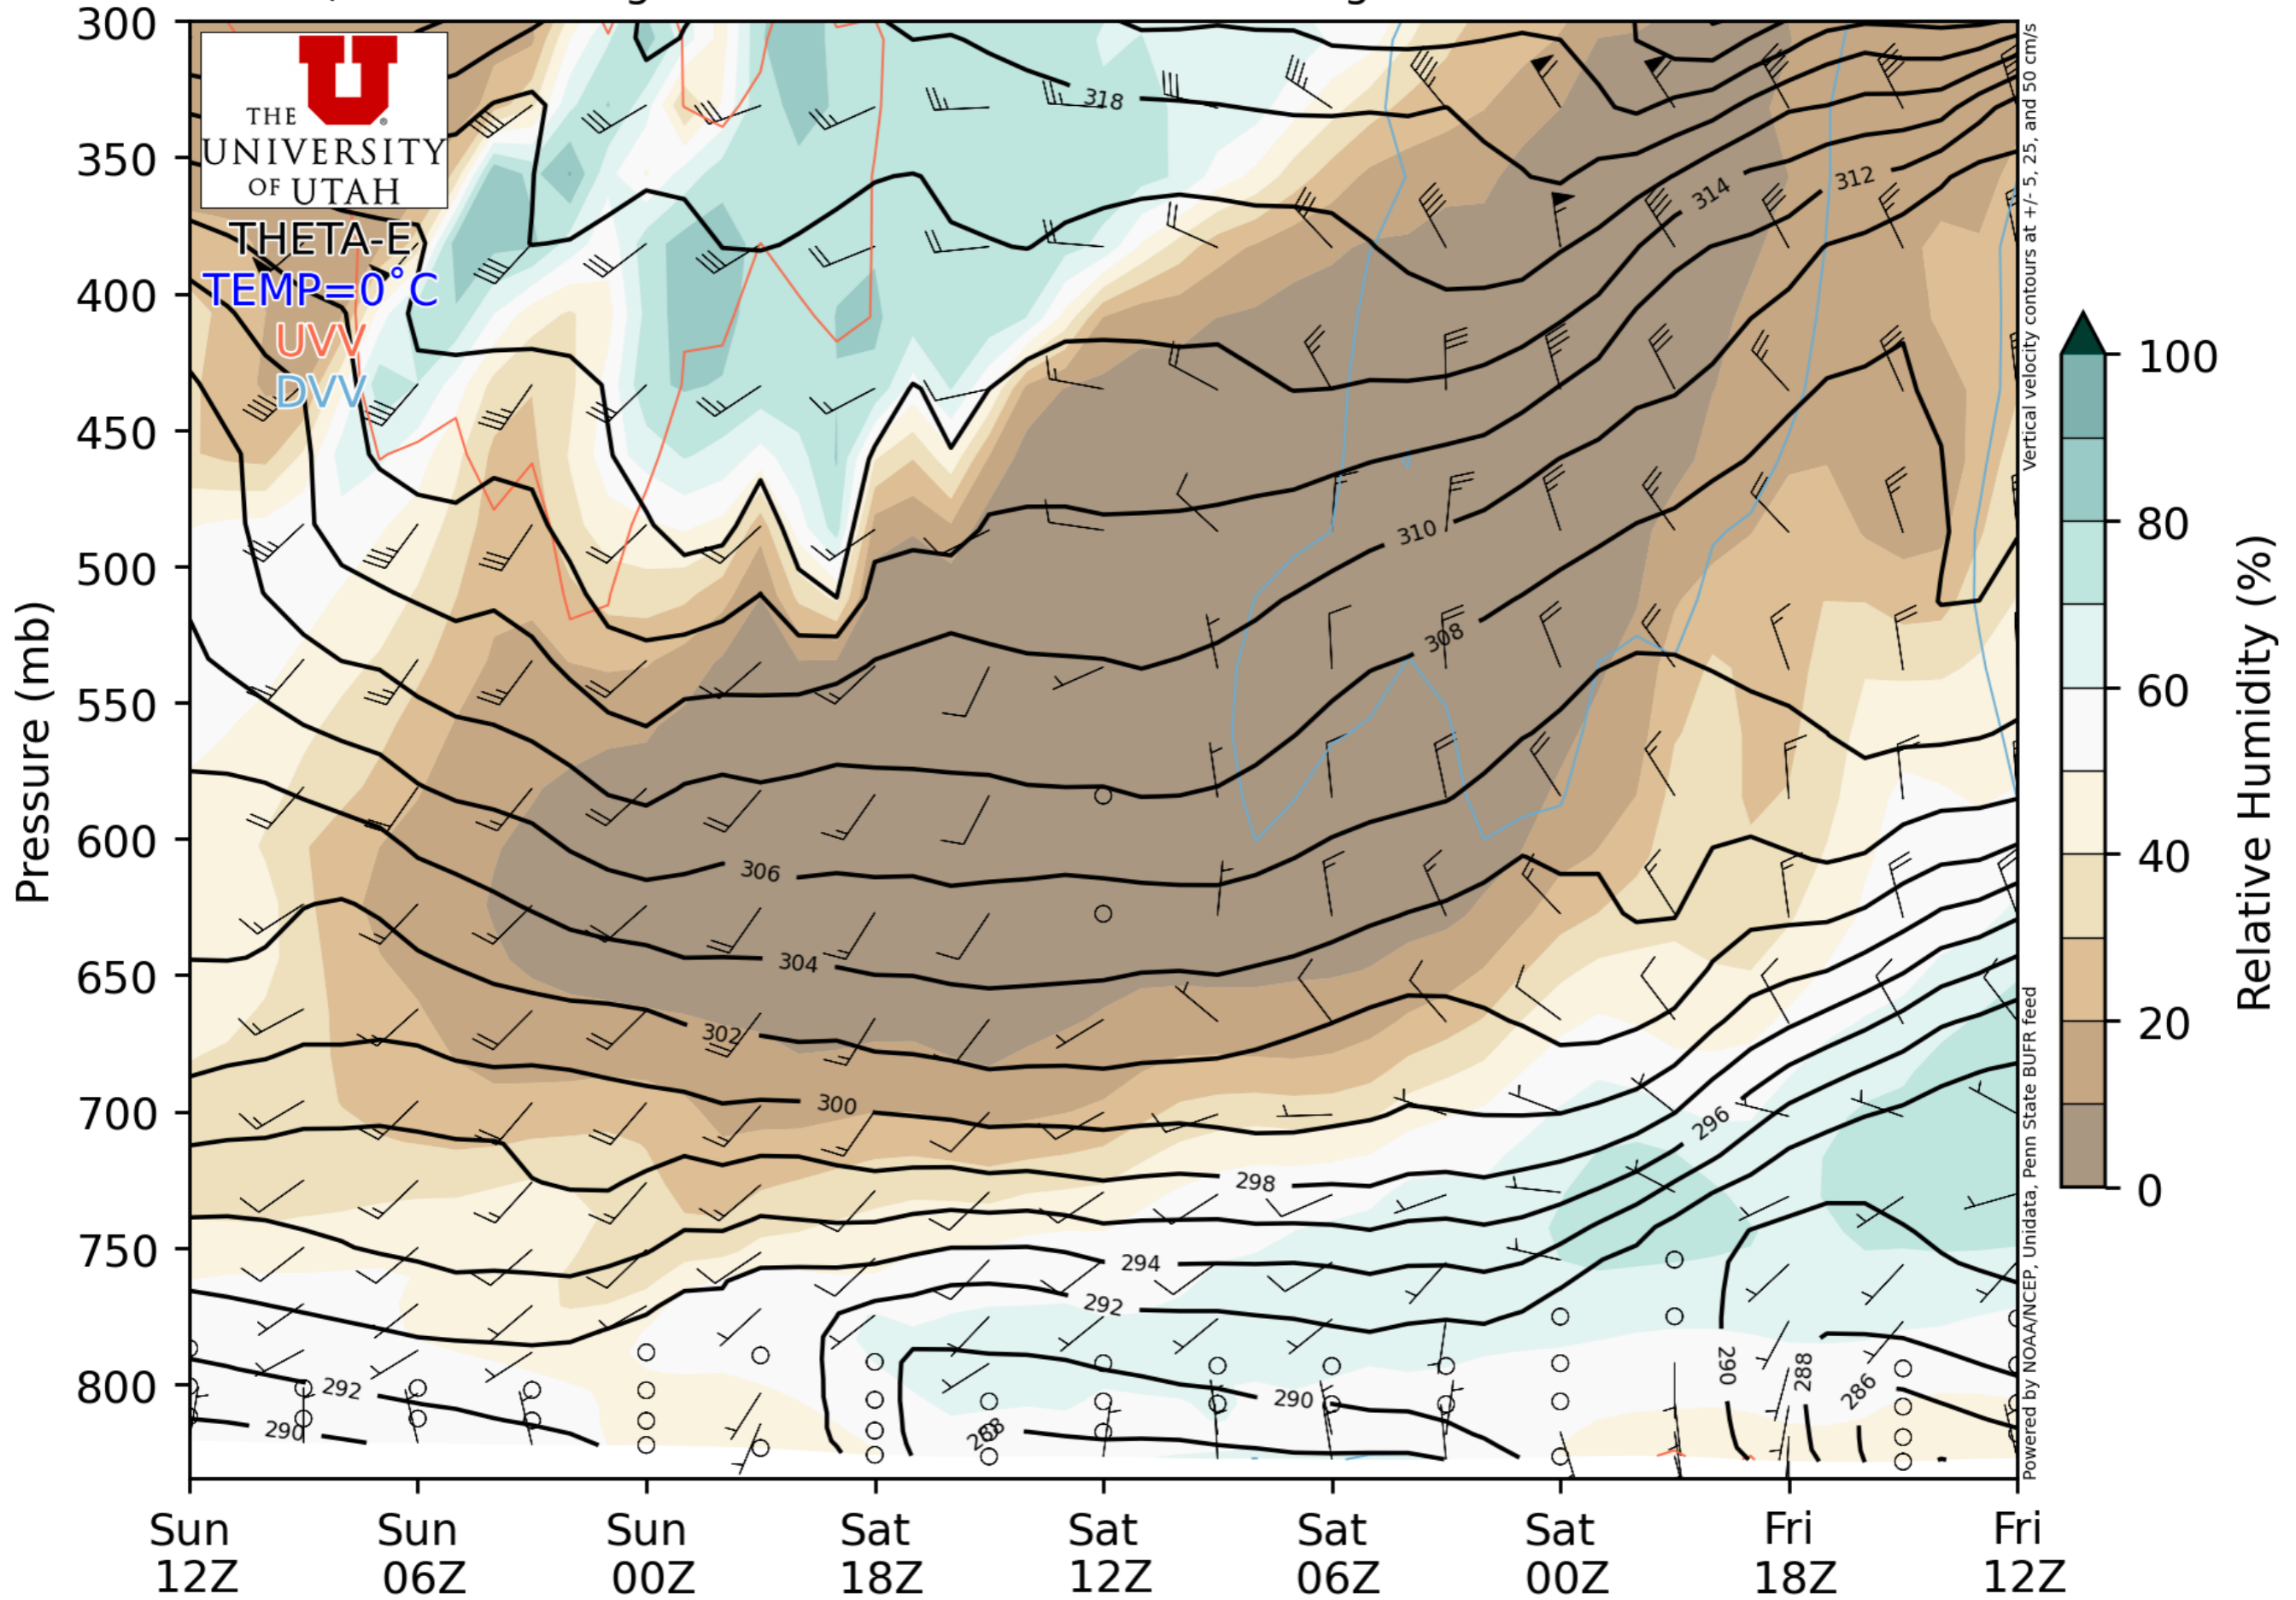 300
350
400
450
500
550
600
650
700
750
800
Pressure (mb)
THE
UNIVERSITY
OF UTAH
®
THETA-E
TEMP=0˚C
UVV
DVV
318
314
312
310
308
306
304
302
300
298
296
294
292
290
288
286
292
290
290
Sun
12Z
Sun
06Z
Sun
00Z
Sat
18Z
Sat
12Z
Sat
06Z
Sat
00Z
Fri
18Z
Fri
12Z
Vertical velocity contours at +/- 5, 25, and 50 cm/s
Powered by NOAA/NCEP, Unidata, Penn State BUFR feed
100
80
60
40
20
0
Relative Humidity (%)